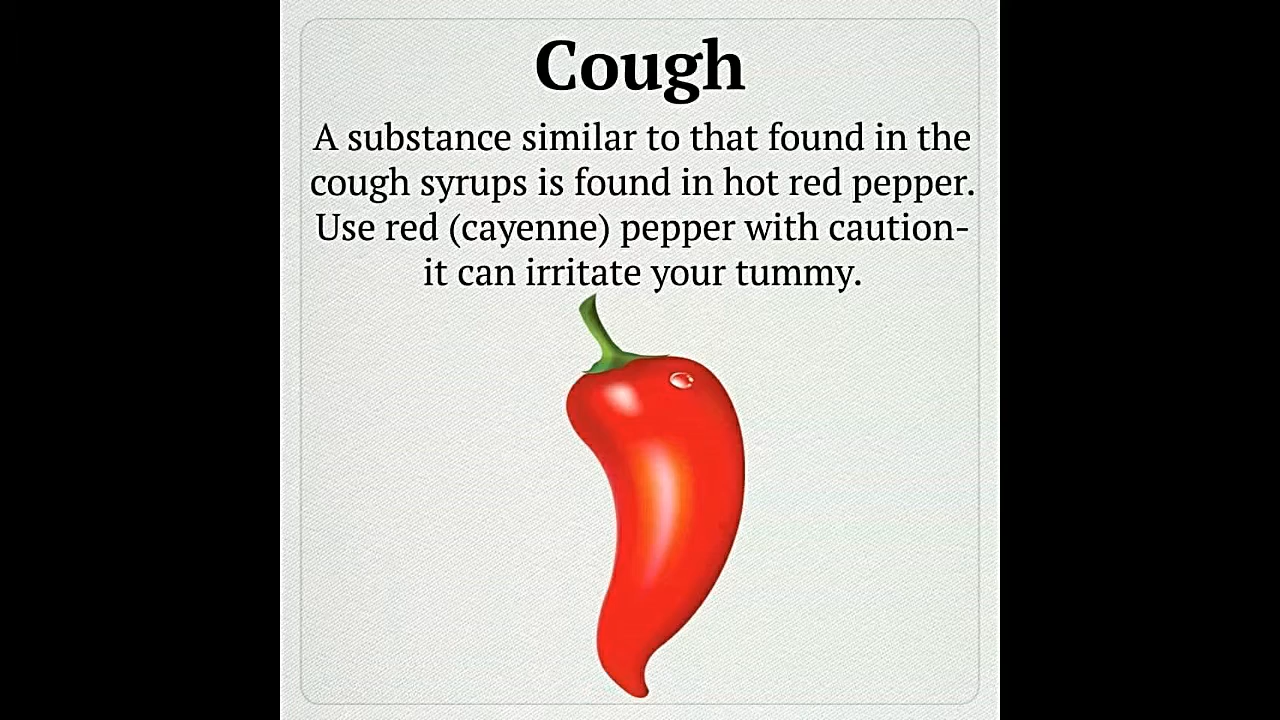 Cough
A substance similar to that found in the
cough syrups is found in hot red pepper.
Use red (cayenne) pepper with caution-
it can irritate your tummy.